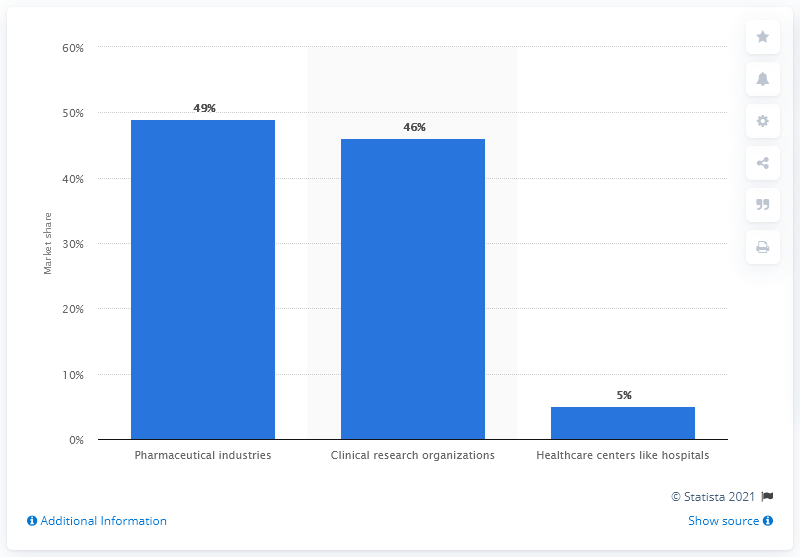 60%
50%
40%
30%
20%
10%
0%
Market share
49%
46%
5%
Pharmaceutical industries
Clinical research organizations
Healthcare centers like hospitals
© Statista 2021
Additional Information
Show source